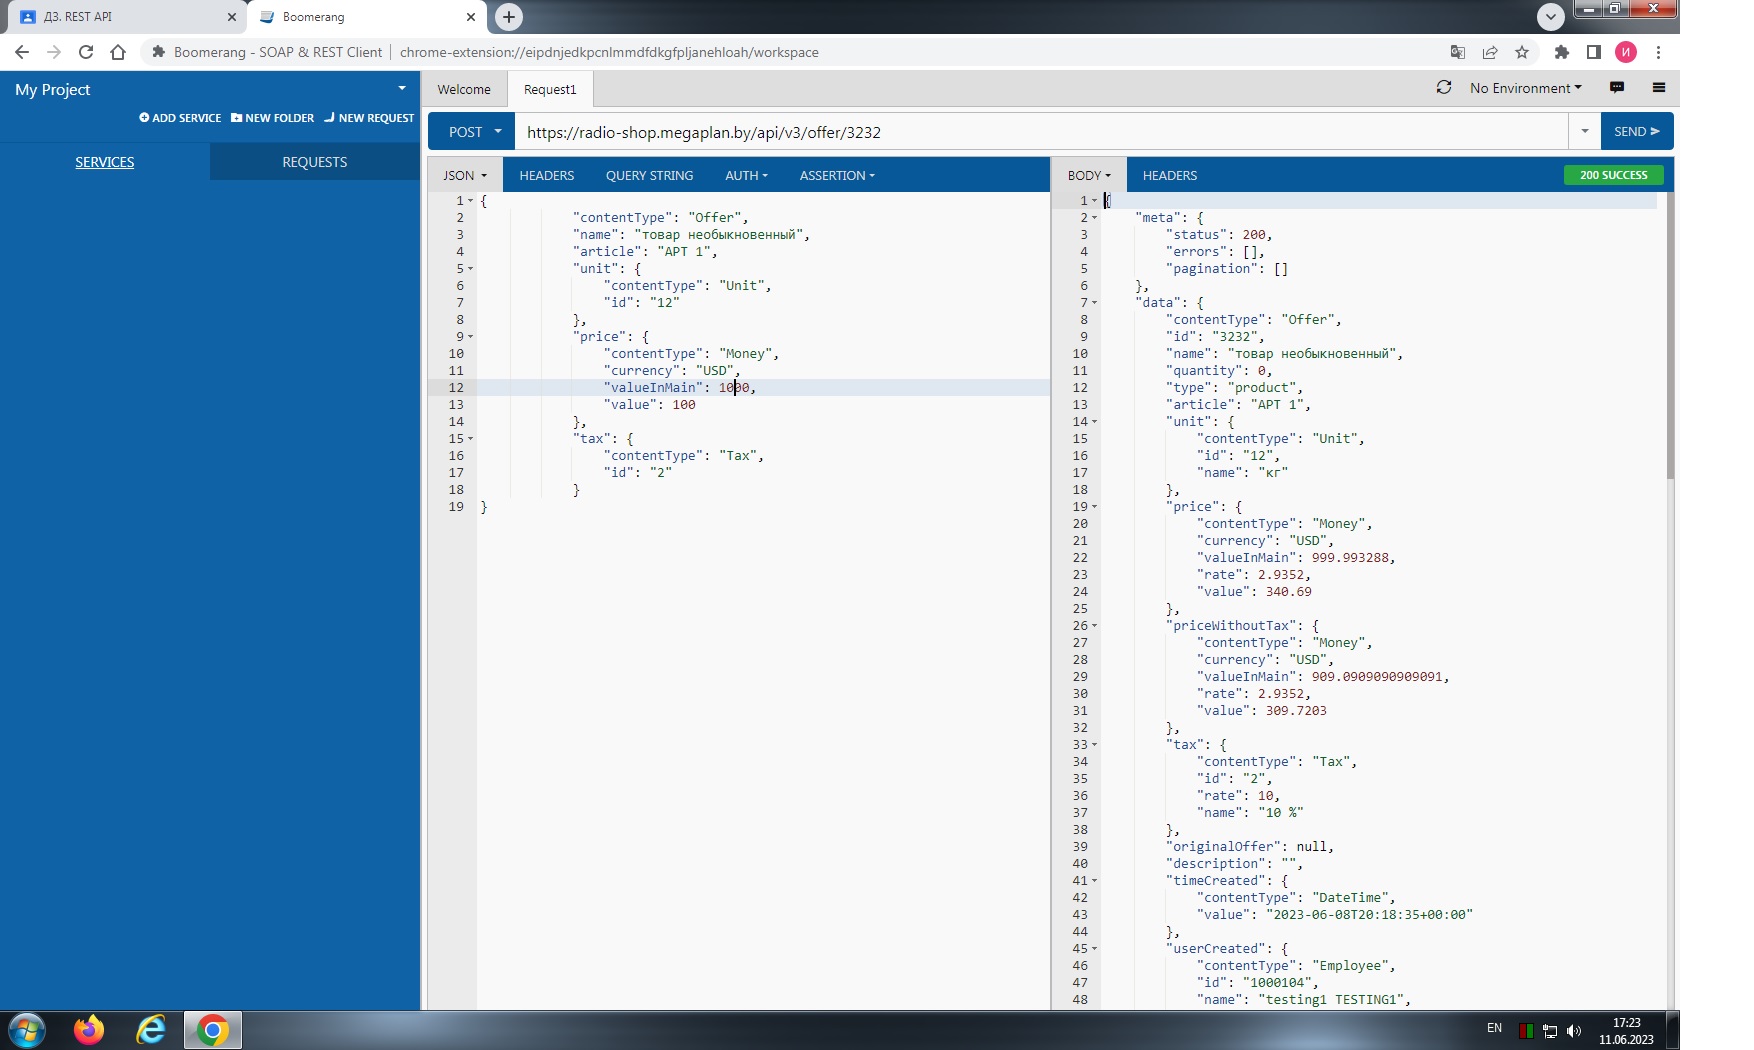 ДЗ. REST API
Boomerang
Boomerang - SOAP & REST Client
chrome-extension://eipdnjedkpcnlmmdfdkgfpljanehloah/workspace
И
My Project
ADD SERVICE
NEW FOLDER
NEW REQUEST
SERVICES
REQUESTS
Welcome
Request1
No Environment
POST
https://radio-shop.megaplan.by/api/v3/offer/3232
SEND
JSON
HEADERS
QUERY STRING
AUTH
ASSERTION
1 {
2 "contentType": "Offer",
3 "name": "товар необыкновенный",
4 "article": "АРТ 1",
5 "unit": {
6 "contentType": "Unit",
7 "id": "12"
8 },
9 "price": {
10 "contentType": "Money",
11 "currency": "USD",
12 "valueInMain": 1000,
13 "value": 100
14 },
15 "tax": {
16 "contentType": "Tax",
17 "id": "2"
18 }
19 }
BODY
HEADERS
200 SUCCESS
1 {
2 "meta": {
3 "status": 200,
4 "errors": [],
5 "pagination": []
6 },
7 "data": {
8 "contentType": "Offer",
9 "id": "3232",
10 "name": "товар необыкновенный",
11 "quantity": 0,
12 "type": "product",
13 "article": "АРТ 1",
14 "unit": {
15 "contentType": "Unit",
16 "id": "12",
17 "name": "кг"
18 },
19 "price": {
20 "contentType": "Money",
21 "currency": "USD",
22 "valueInMain": 999.993288,
23 "rate": 2.9352,
24 "value": 340.69
25 },
26 "priceWithoutTax": {
27 "contentType": "Money",
28 "currency": "USD",
29 "valueInMain": 909.0909090909091,
30 "rate": 2.9352,
31 "value": 309.7203
32 },
33 "tax": {
34 "contentType": "Tax",
35 "id": "2",
36 "rate": 10,
37 "name": "10 %"
38 },
39 "originalOffer": null,
40 "description": "",
41 "timeCreated": {
42 "contentType": "DateTime",
43 "value": "2023-06-08T20:18:35+00:00"
44 },
45 "userCreated": {
46 "contentType": "Employee",
47 "id": "1000104",
48 "name": "testing1 TESTING1",
EN
17:23
11.06.2023